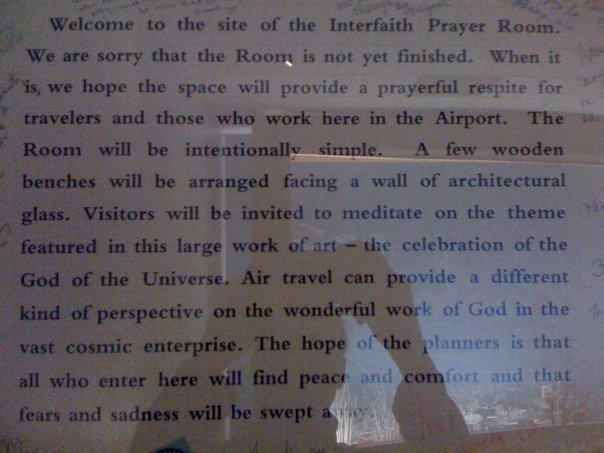 Welcome to the site of the Interfaith Prayer Room.
We are sorry that the Room is not yet finished. When it
is, we hope the space will provide a prayerful respite for
travelers and those who work here in the Airport. The
Room will be intentionally simple. A few wooden
benches will be arranged facing a wall of architectural
glass. Visitors will be invited to meditate on the theme
featured in this large work of art – the celebration of the
God of the Universe. Air travel can provide a different
kind of perspective on the wonderful work of God in the
vast cosmic enterprise. The hope of the planners is that
all who enter here will find peace and comfort and that
fears and sadness will be swept away.